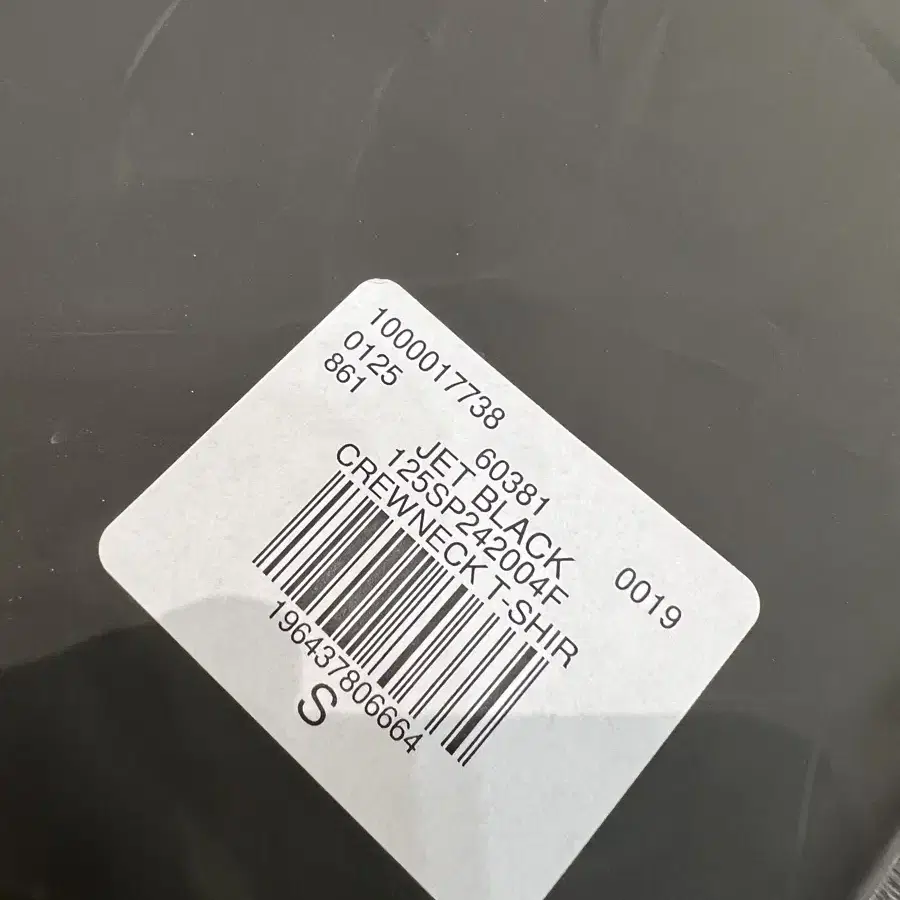 1000017738
0125
861
60381
JET BLACK
125SP242004F 0019
CREWNECK T-SHIR
196437806664
S